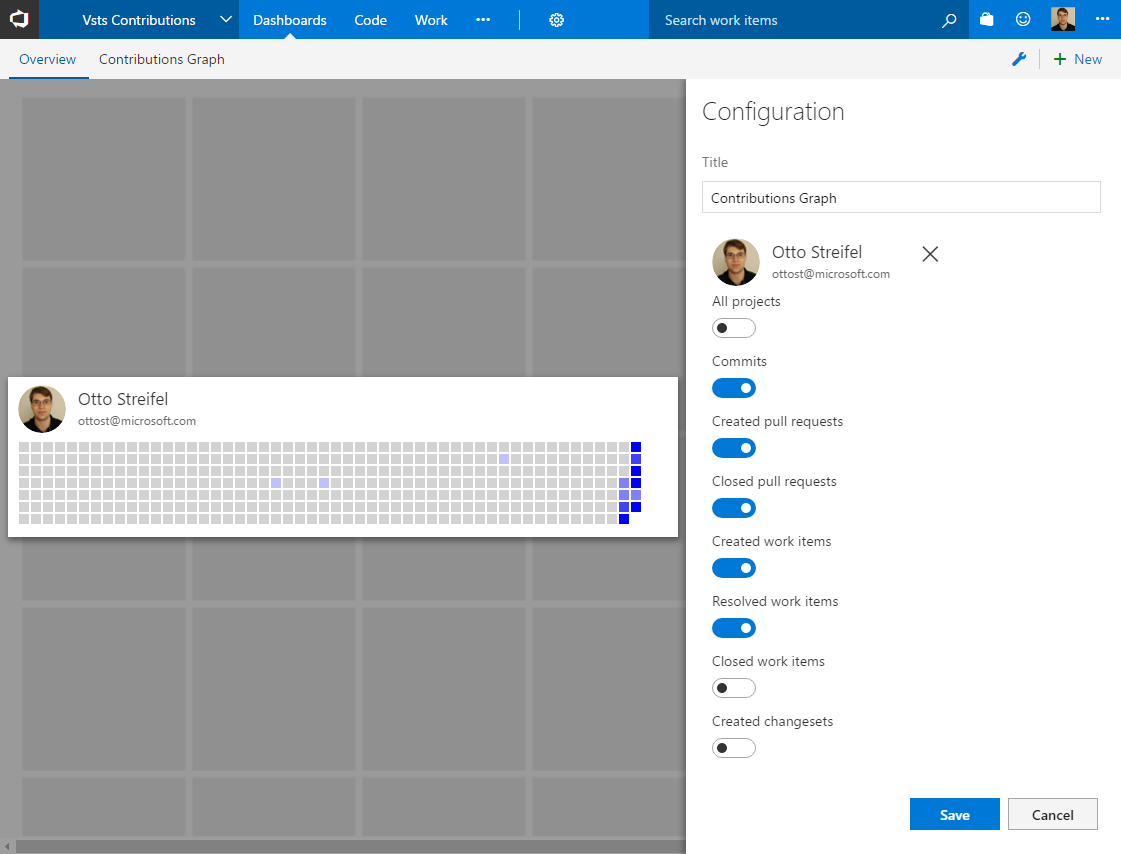 Vsts Contributions Dashboards Code Work Search work items
Overview Contributions Graph New
Configuration
Title
Contributions Graph
Otto Streifel
ottost@microsoft.com
All projects
Commits
Created pull requests
Closed pull requests
Created work items
Resolved work items
Closed work items
Created changesets
Save Cancel
Otto Streifel
ottost@microsoft.com